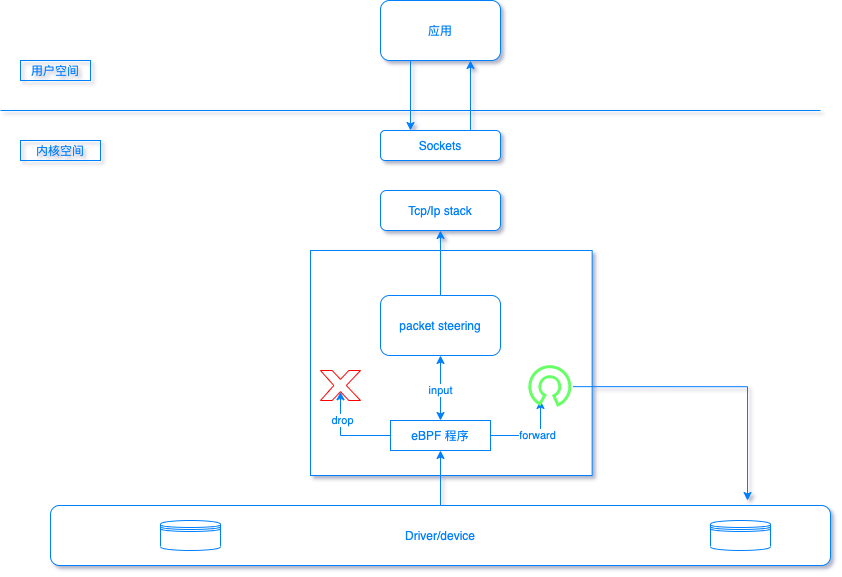 应用
用户空间
内核空间
Sockets
Tcp/Ip stack
packet steering
input
drop
eBPF 程序
forward
Driver/device